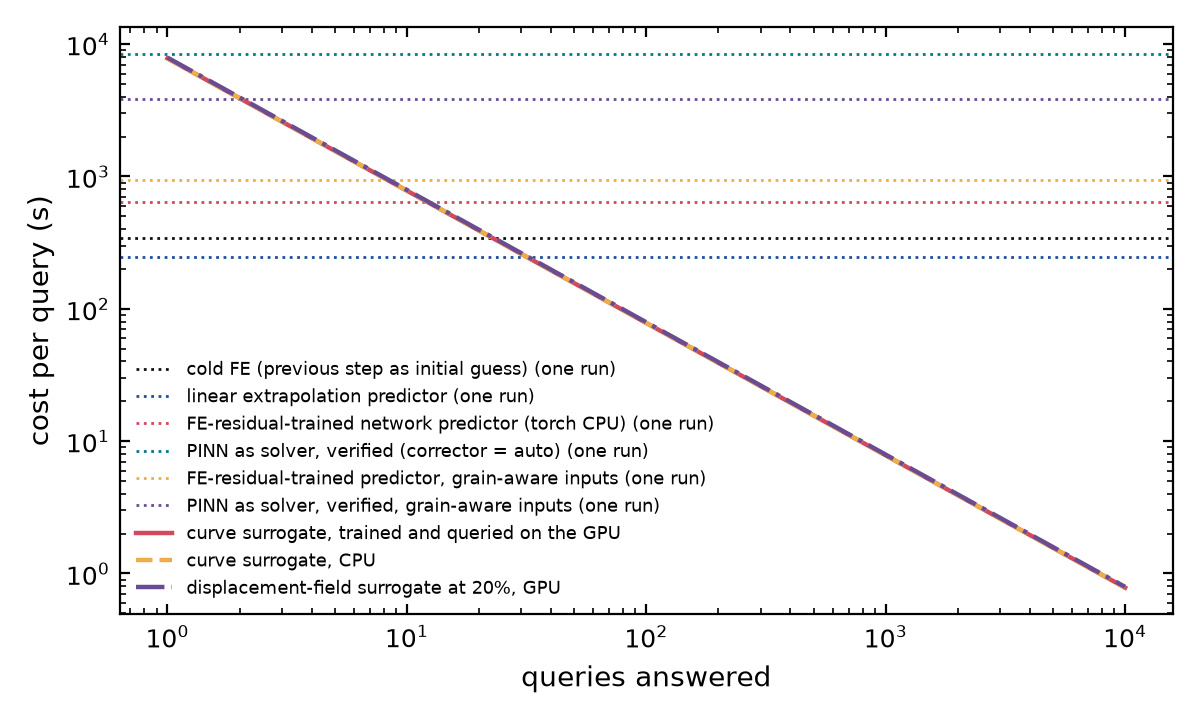 10⁴
10³
10²
10¹
10⁰
cost per query (s)
cold FE (previous step as initial guess) (one run)
linear extrapolation predictor (one run)
FE-residual-trained network predictor (torch CPU) (one run)
PINN as solver, verified (corrector = auto) (one run)
FE-residual-trained predictor, grain-aware inputs (one run)
PINN as solver, verified, grain-aware inputs (one run)
curve surrogate, trained and queried on the GPU
curve surrogate, CPU
displacement-field surrogate at 20%, GPU
10⁰ 10¹ 10² 10³ 10⁴
queries answered